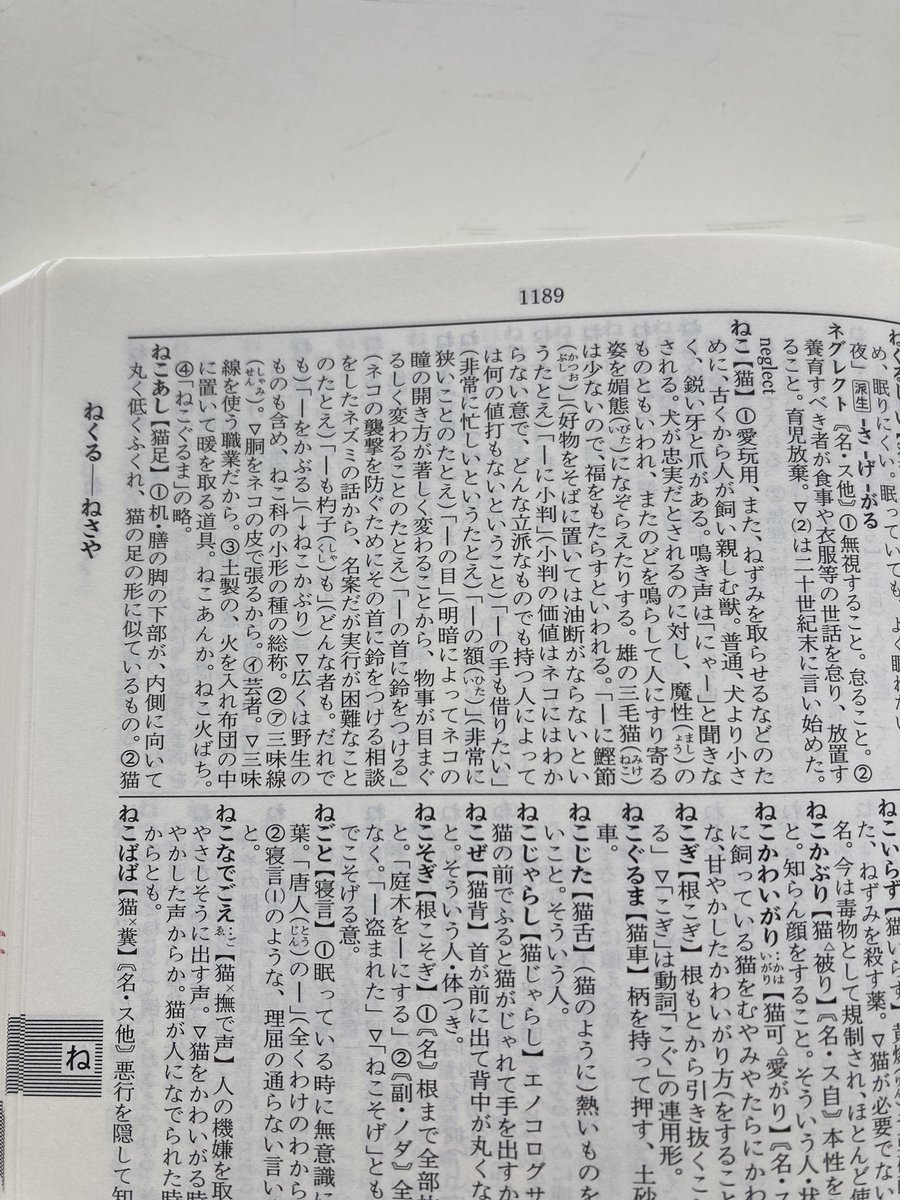 1189
め、眠りにくい。眠っていても、よく眠れない
夜」派生 ―さ・げ・がる
ネグレクト〘名・ス他〙①無視すること。怠ること。②
養育すべき者が食事や衣服等の世話を怠り、放置す
ること。育児放棄。▽②は二十世紀末に言い始めた。
neglect
ねこ【猫】①愛玩用、また、ねずみを取らせるなどのた
めに、古くから人が飼い親しむ獣。普通、犬より小さ
く、鋭い牙と爪がある。鳴き声は「にゃー」と聞きな
される。犬が忠実だとされるのに対し、魔性(ましょう)の
ものともいわれ、またのどを鳴らして人にすり寄る
姿を媚態(びたい)になぞらえたりする。雄の三毛猫(みけねこ)
は少ないので、福をもたらすといわれる。「―に鰹節
(かつおぶし)」(好物をそばに置いては油断がならないとい
うたとえ)「―に小判」(小判の価値はネコにはわか
らない意で、どんな立派なものでも持つ人によって
は何の値打もないということ)「―の手も借りたい」
(非常に忙しいというたとえ)「―の額(ひたい)」(非常に
狭いことのたとえ)「―の目」(明暗によってネコの
瞳の開き方が著しく変わることから、物事が目まぐ
るしく変わることのたとえ)「―の首に鈴をつける」
(ネコの襲撃を防ぐためにその首に鈴をつける相談
をしたネズミの話から、名案だが実行が困難なこと
のたとえ)「―も杓子(しゃくし)も」(どんな者も。だれで
も)「―をかぶる」(→ねこかぶり) ▽広くは野生の
ものも含め、ねこ科の小形の種の総称。②㋐三味線
(しゃみせん)。▽胴をネコの皮で張るから。㋑芸者。▽三味
線を使う職業だから。③土製の、火を入れ布団の中
に置いて暖を取る道具。ねこあんか。ねこ火ばち。
④「ねこぐるま」の略。
ねこあし【猫足】①机・膳の脚の下部が、内側に向いて
丸く低くふくれ、猫の足の形に似ているもの。②猫
ねくる―ねさや
ねこいらず
た、ねずみを殺す薬。▽猫が必要でない
名。今は毒物として規制され、ほとんど使
ねこかぶり【猫△被り】〘名・ス自〙本性を
と。知らん顔をすること。そういう人・状
ねこかわいがり【猫可△愛がり】〘名・ス
に飼っている猫をむやみやたらにかわ
な、甘やかしたかわいがり方(をすること
ねこぎ【根こぎ】根もとから引き抜くこ
る」▽「こぎ」は動詞「こぐ」の連用形。
ねこぐるま【猫車】柄を持って押す、土砂
車。
ねこじた【猫舌】(猫のように)熱いものを
いこと。そういう人。
ねこじゃらし【猫じゃらし】エノコログサ
猫の前でふると猫がじゃれて手を出すか
ねこぜ【猫背】首が前に出て背中が丸くな
と。そういう人・体つき。
ねこそぎ【根こそぎ】①〘名〙根まで全部抜
と。「庭木を―にする」②〘副・ノダ〙全
なく。「―盗まれた」▽「ねこそげ」とも
でこそげる意。
ねごと【寝言】①眠っている時に無意識に
葉。「唐人(とうじん)の―」(全くわけのわから
②寝言①のような、理屈の通らない言い
と。
ねこなでごえ【猫×撫で声】人の機嫌を取
やさしそうに出す声。▽猫をかわいがる時
やかした声からか。猫が人になでられた時
からとも。
ねこばば【猫×糞】〘名・ス他〙悪行を隠して知
ね